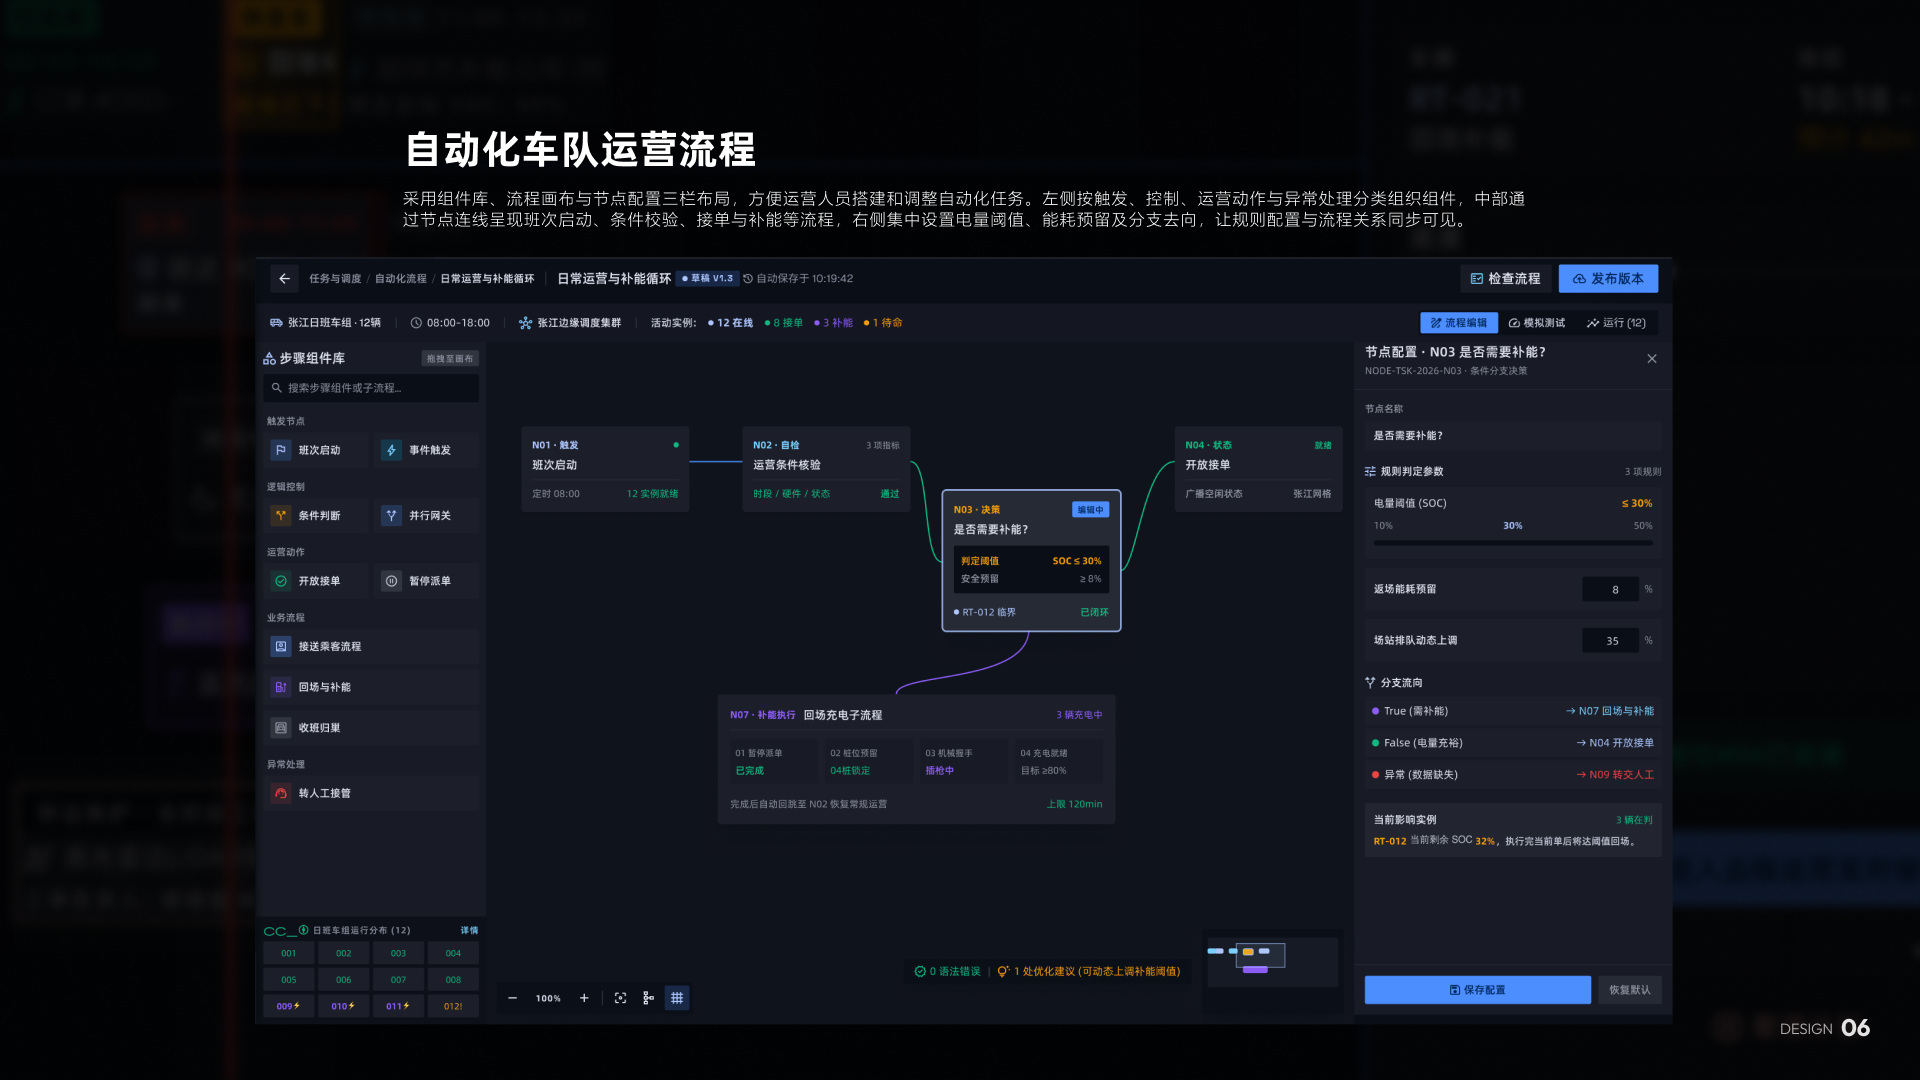 自动化车队运营流程
采用组件库、流程画布与节点配置三栏布局，方便运营人员搭建和调整自动化任务。左侧按触发、控制、运营动作与异常处理分类组织组件，中部通
过节点连线呈现班次启动、条件校验、接单与补能等流程，右侧集中设置电量阈值、能耗预留及分支去向，让规则配置与流程关系同步可见。
任务与调度 / 自动化流程 / 日常运营与补能循环 日常运营与补能循环 草稿 V1.3 自动保存于 10:19:42
检查流程 发布版本
张江日班车组 · 12辆 08:00-18:00 张江边缘调度集群 活动实例: 12 在线 8 接单 3 补能 1 待命
流程编辑 模拟测试 运行 (12)
步骤组件库 拖拽至画布
搜索步骤组件或子流程...
触发节点
班次启动 事件触发
逻辑控制
条件判断 并行网关
运营动作
开放接单 暂停派单
业务流程
接送乘客流程
回场与补能
收班归巢
异常处理
转人工接管
CC_ 日班车组运行分布 (12) 详情
001 002 003 004
005 006 007 008
009⚡ 010⚡ 011⚡ 012!
N01 · 触发
班次启动
定时 08:00 12 实例就绪
N02 · 自检 3 项指标
运营条件核验
时段 / 硬件 / 状态 通过
N03 · 决策 编辑中
是否需要补能?
判定阈值 SOC ≤ 30%
安全预留 ≥ 8%
RT-012 临界 已闭环
N04 · 状态 就绪
开放接单
广播空闲状态 张江网格
N07 · 补能执行 回场充电子流程 3 辆充电中
01 暂停派单 02 桩位预留 03 机械握手 04 充电就绪
已完成 04桩锁定 插枪中 目标 ≥80%
完成后自动回跳至 N02 恢复常规运营 上限 120min
0 语法错误 1 处优化建议 (可动态上调补能阈值)
100%
节点配置 · N03 是否需要补能?
NODE-TSK-2026-N03 · 条件分支决策
节点名称
是否需要补能?
规则判定参数 3 项规则
电量阈值 (SOC) ≤ 30%
10% 30% 50%
返场能耗预留 8 %
场站排队动态上调 35 %
分支流向
True (需补能) → N07 回场与补能
False (电量充裕) → N04 开放接单
异常 (数据缺失) → N09 转交人工
当前影响实例 3 辆在判
RT-012 当前剩余 SOC 32%，执行完当前单后将达阈值回场。
保存配置 恢复默认
DESIGN 06
RT-021